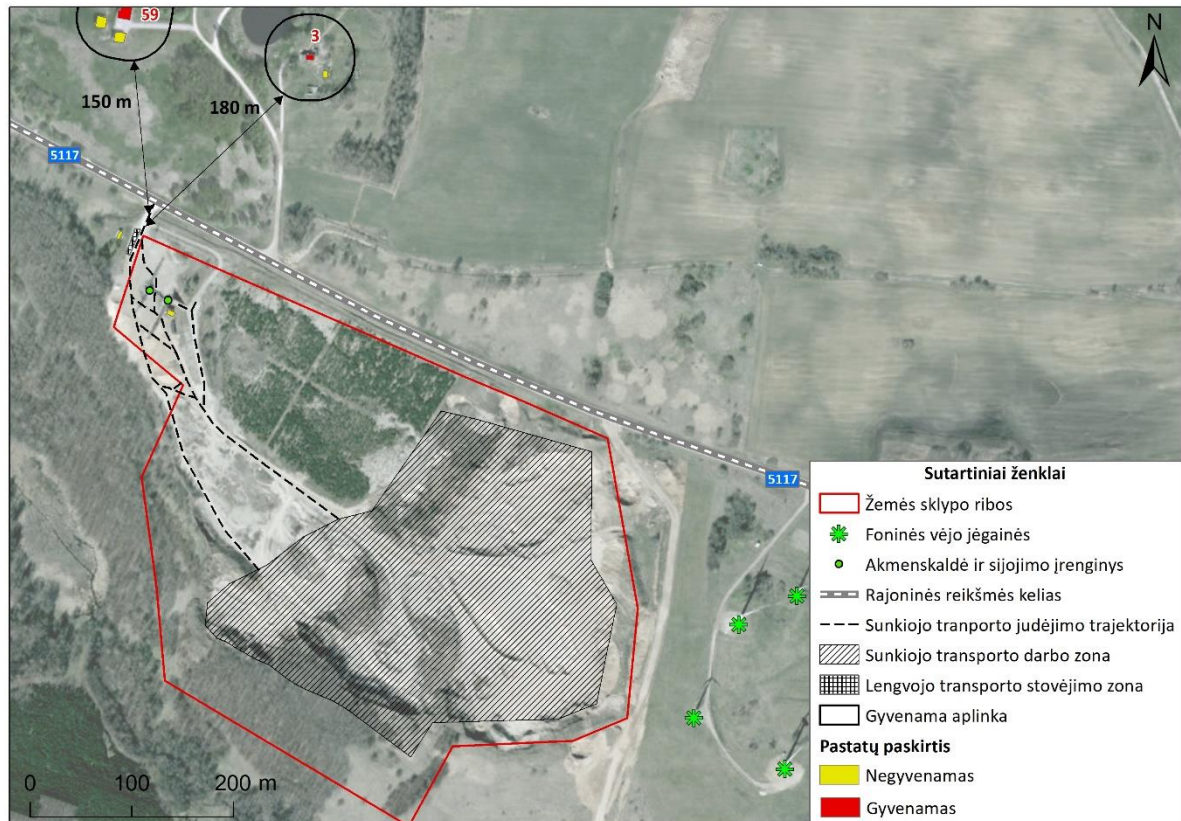 59
3
N
150 m
180 m
5117
5117
Sutartiniai ženklai
Žemės sklypo ribos
Foninės vėjo jėgainės
Akmenskaldė ir sijojimo įrenginys
Rajoninės reikšmės kelias
Sunkiojo tranporto judėjimo trajektorija
Sunkiojo transporto darbo zona
Lengvojo transporto stovėjimo zona
Gyvenama aplinka
Pastatų paskirtis
Negyvenamas
Gyvenamas
0 100 200 m